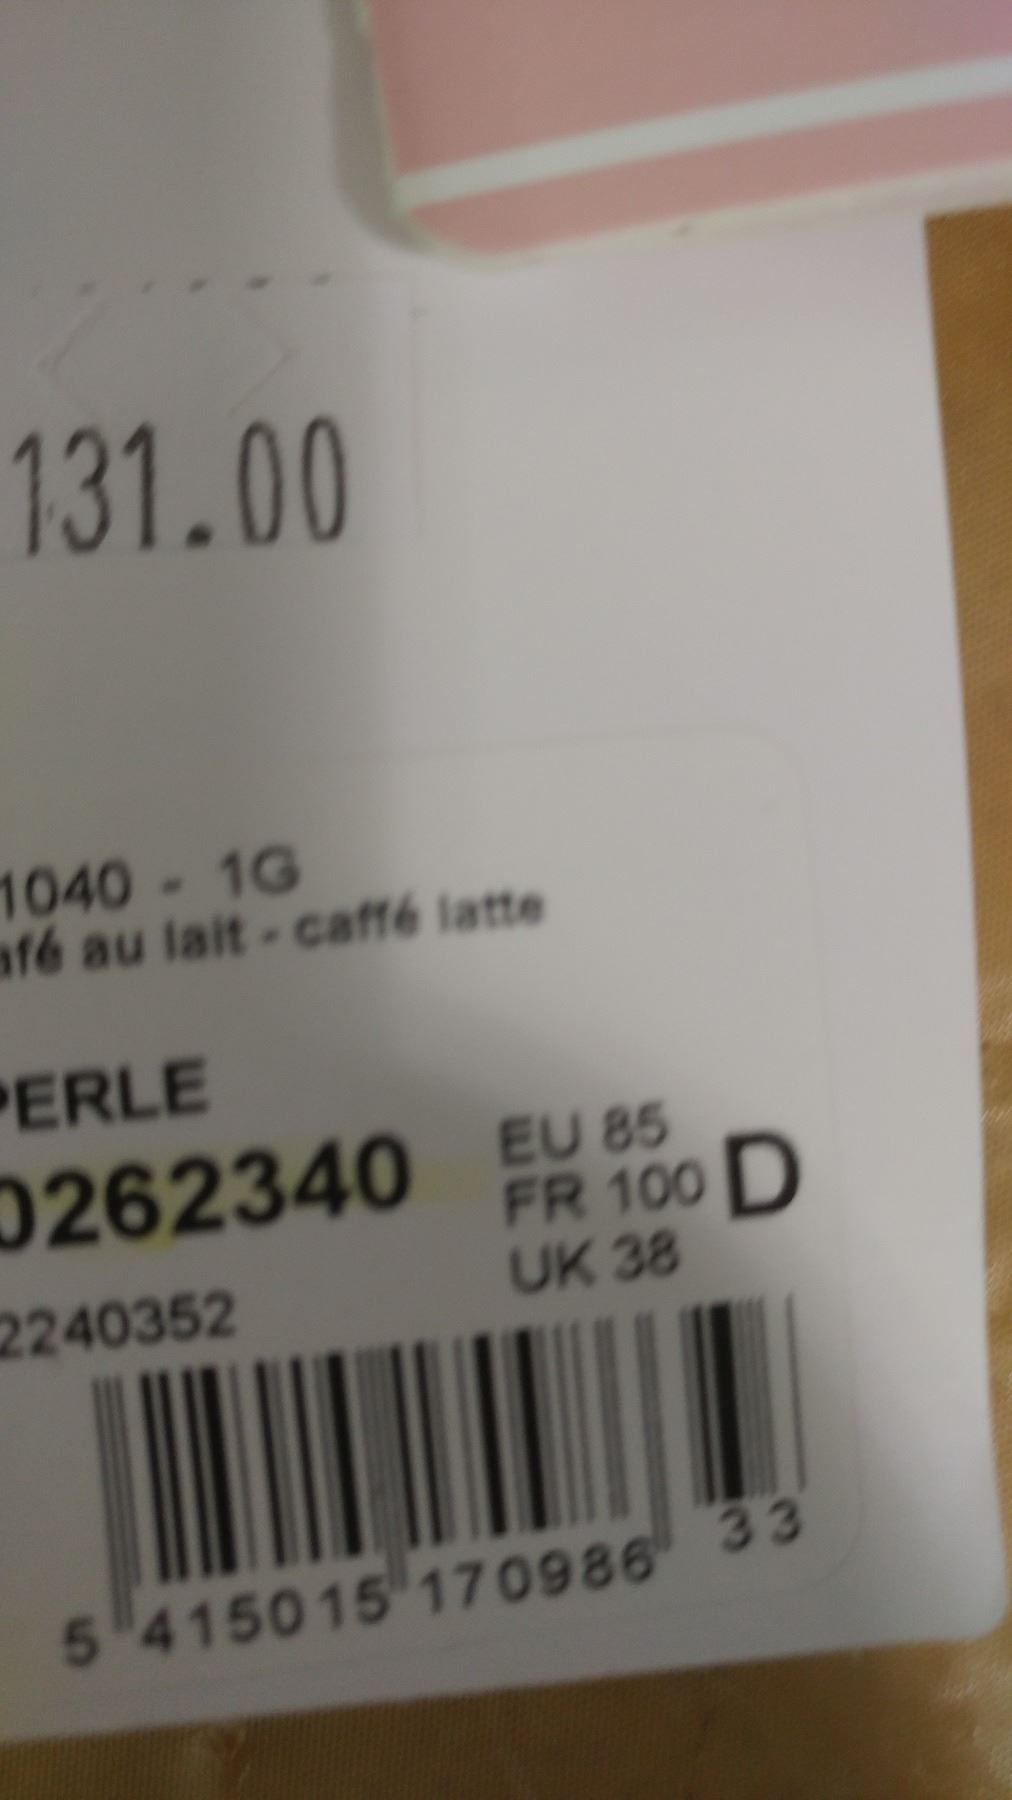 131.00
1040 - 1G
afé au lait - caffé latte
PERLE
0262340
EU 85
FR 100 D
UK 38
2240352
5 415015 170986 33